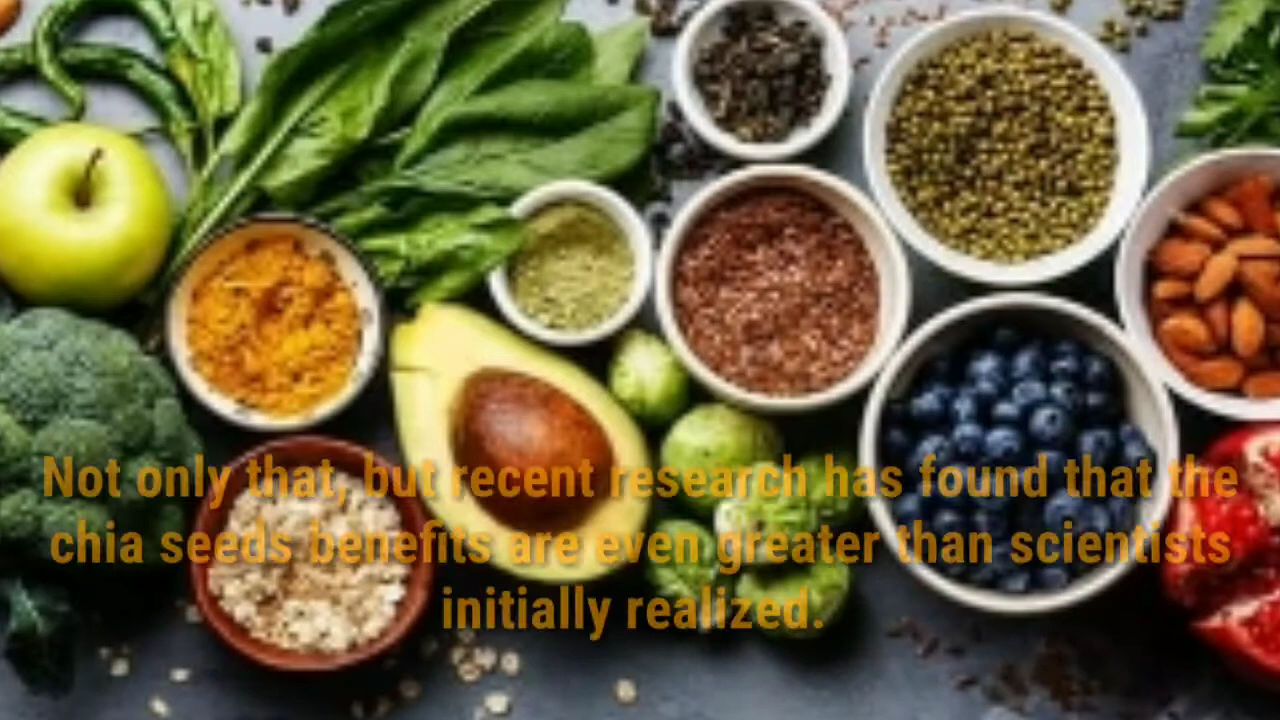 Not only that, but recent research has found that the
chia seeds benefits are even greater than scientists
initially realized.